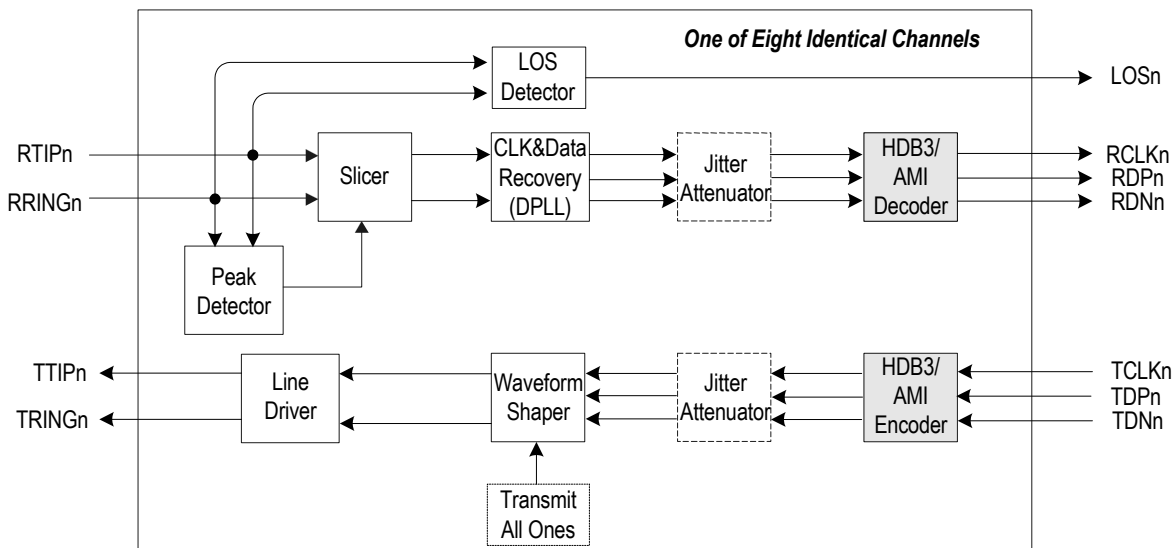 One of Eight Identical Channels
LOS
Detector
LOSn
RTIPn
RRINGn
Slicer
CLK&Data
Recovery
(DPLL)
Jitter
Attenuator
HDB3/
AMI
Decoder
RCLKn
RDPn
RDNn
Peak
Detector
TTIPn
TRINGn
Line
Driver
Waveform
Shaper
Jitter
Attenuator
HDB3/
AMI
Encoder
TCLKn
TDPn
TDNn
Transmit
All Ones